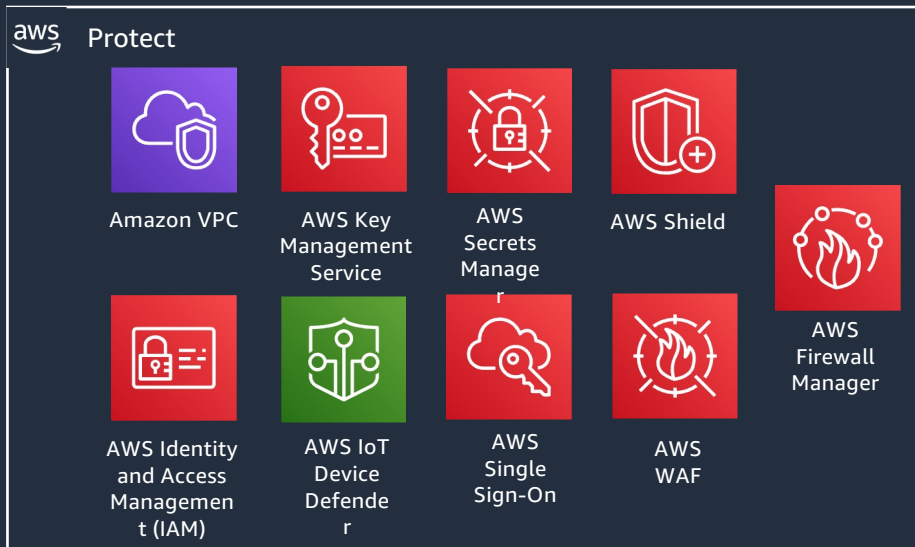 aws
Protect
Amazon VPC
AWS Key
Management
Service
AWS
Secrets
Manage
r
AWS Shield
AWS
Firewall
Manager
AWS Identity
and Access
Managemen
t (IAM)
AWS IoT
Device
Defende
r
AWS
Single
Sign-On
AWS
WAF